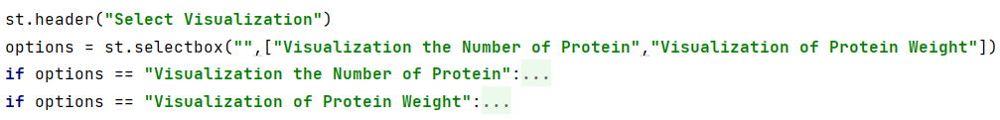 st.header("Select Visualization")
options = st.selectbox("",["Visualization the Number of Protein","Visualization of Protein Weight"])
if options == "Visualization the Number of Protein":...
if options == "Visualization of Protein Weight":...